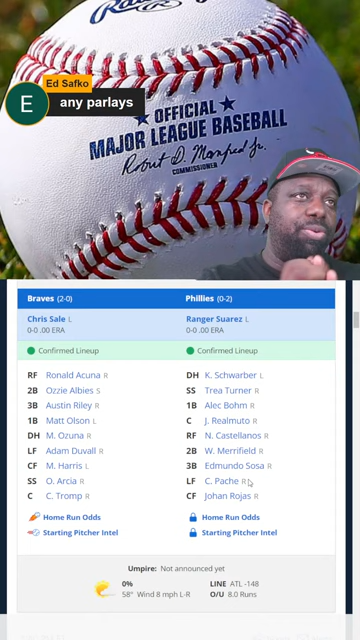 Ed Safko
E
any parlays
OFFICIAL
MAJOR LEAGUE BASEBALL
Robert D. Manfred Jr.
COMMISSIONER
Braves (2-0)
Phillies (0-2)
Chris Sale L
Ranger Suarez L
0-0 .00 ERA
0-0 .00 ERA
Confirmed Lineup
Confirmed Lineup
RF Ronald Acuna R
DH K. Schwarber L
2B Ozzie Albies S
SS Trea Turner R
3B Austin Riley R
1B Alec Bohm R
1B Matt Olson L
C J. Realmuto R
DH M. Ozuna R
RF N. Castellanos R
LF Adam Duvall R
2B W. Merrifield R
CF M. Harris L
3B Edmundo Sosa R
SS O. Arcia R
LF C. Pache R
C C. Tromp R
CF Johan Rojas R
Home Run Odds
Home Run Odds
Starting Pitcher Intel
Starting Pitcher Intel
Umpire: Not announced yet
0%
58° Wind 8 mph L-R
LINE ATL -148
O/U 8.0 Runs